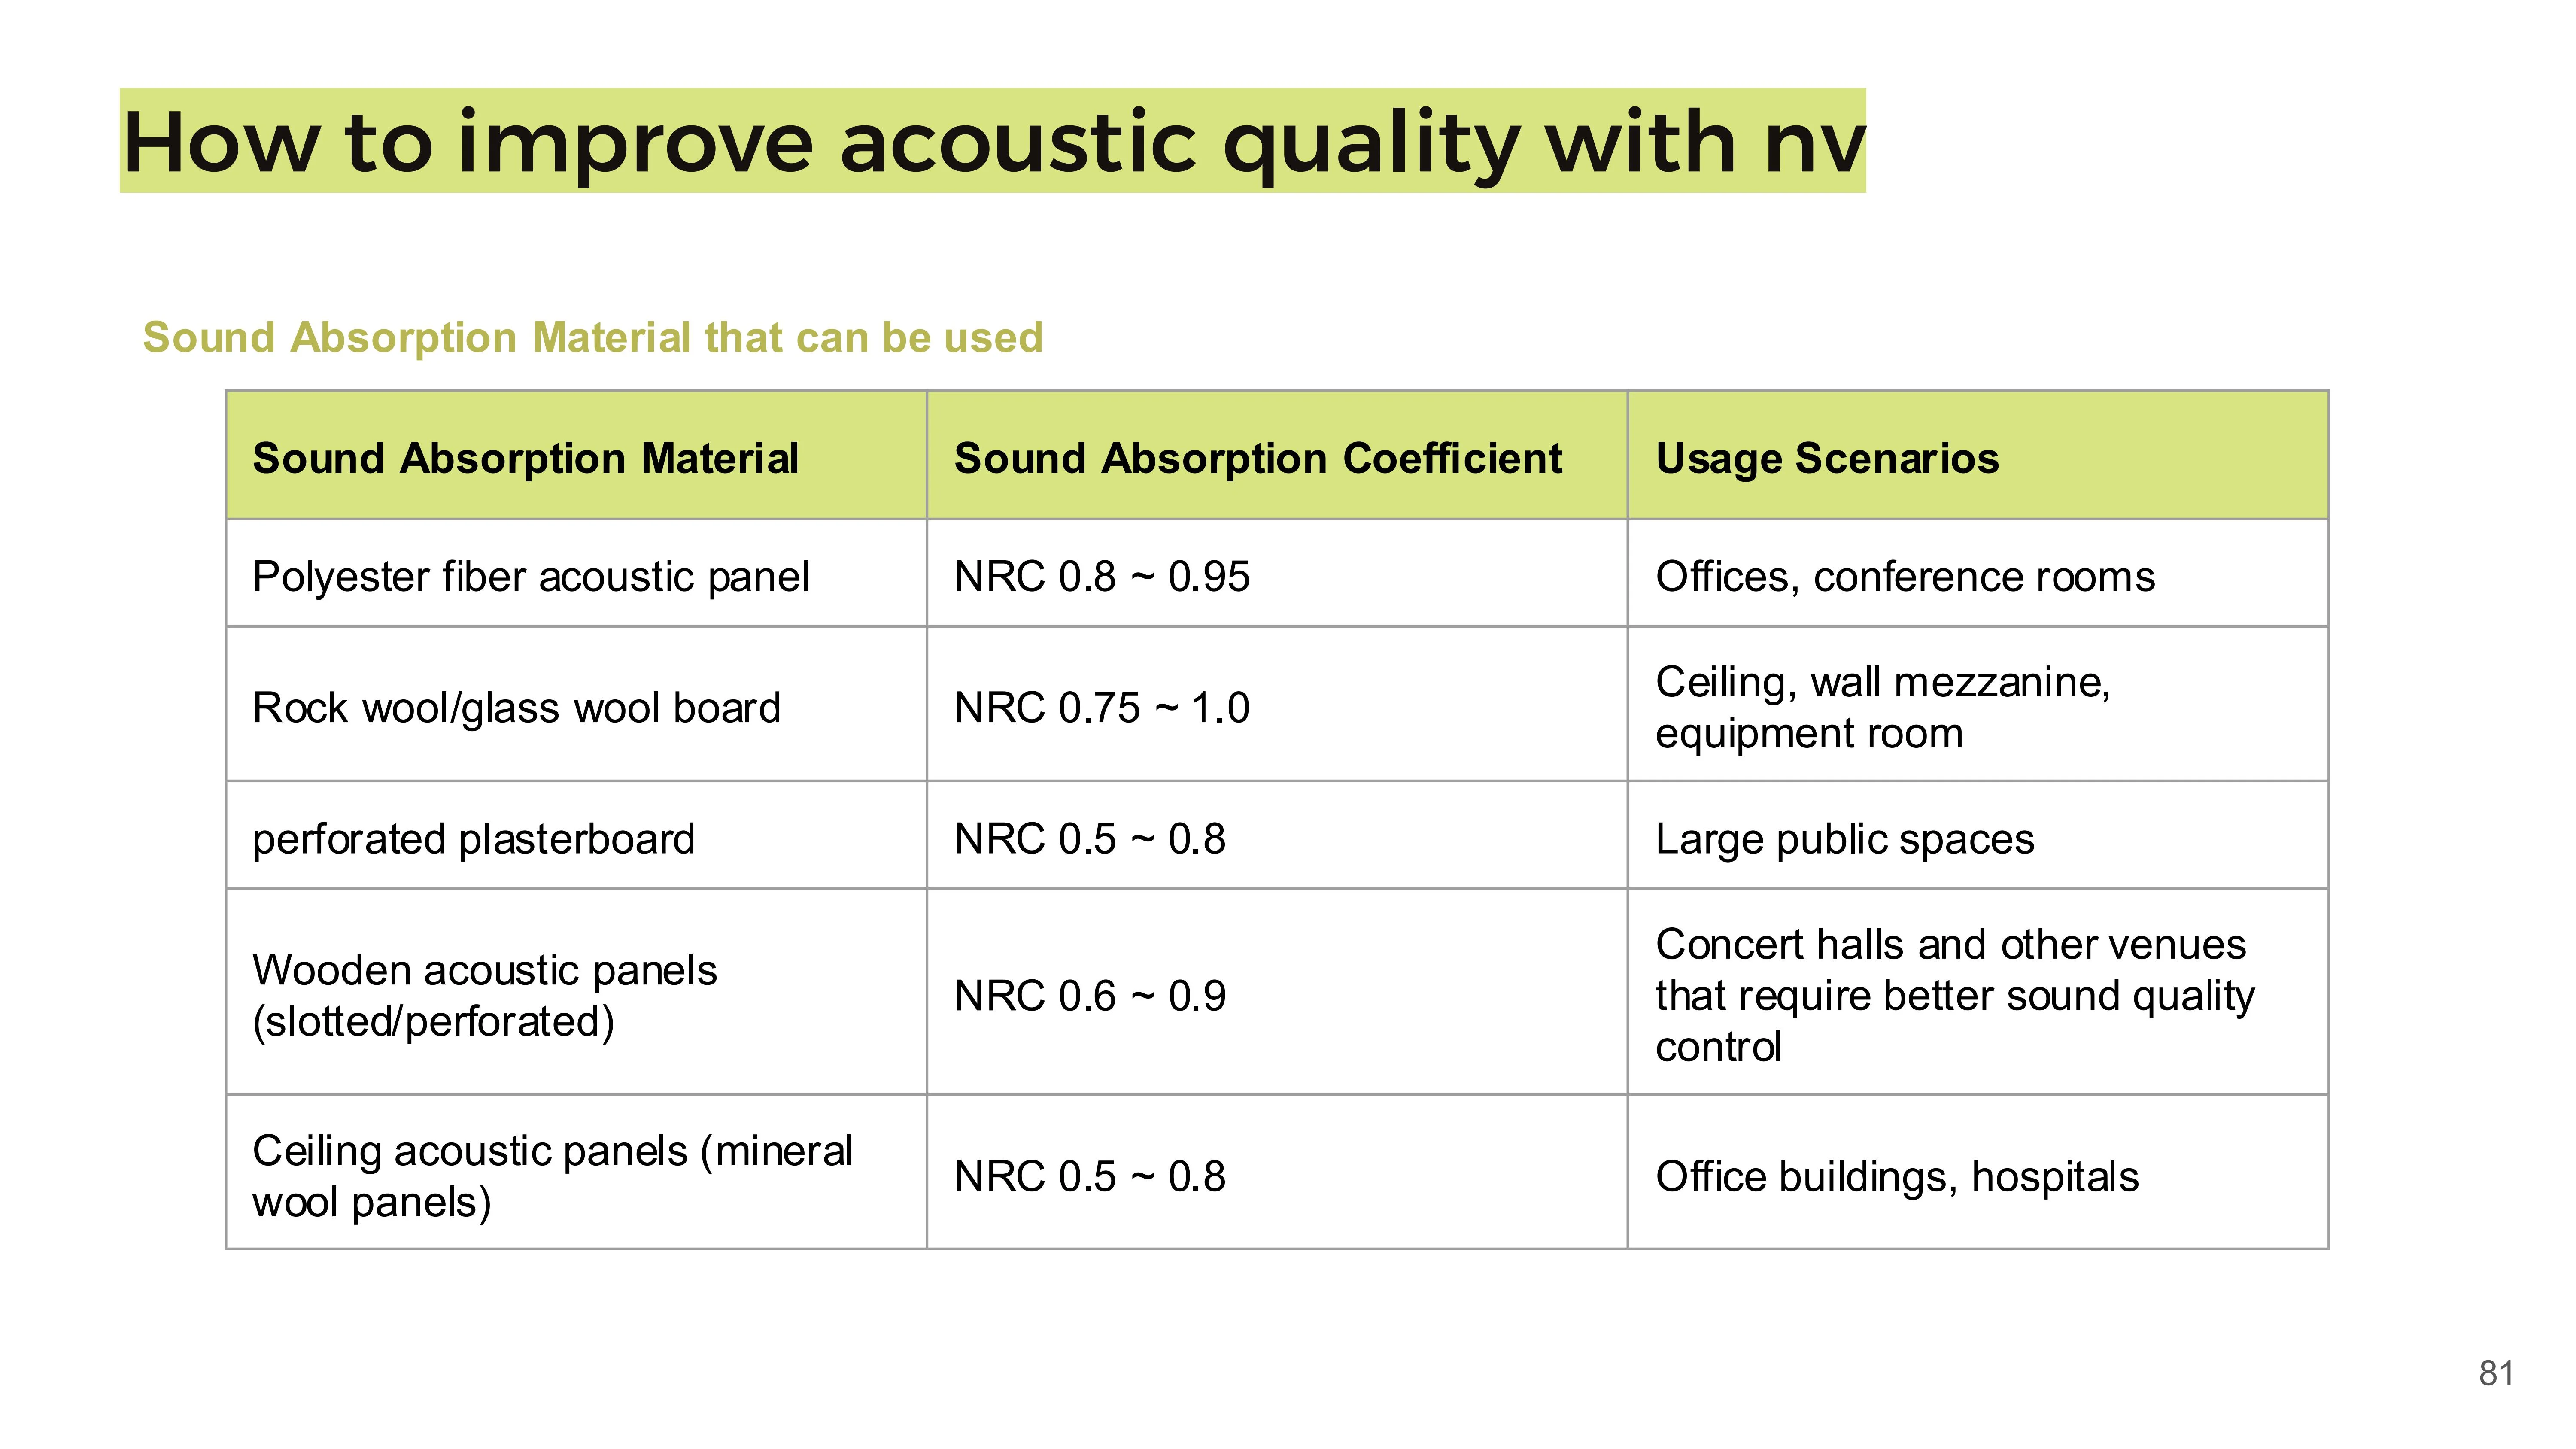 How to improve acoustic quality with nv
Sound Absorption Material that can be used
Sound Absorption Material
Sound Absorption Coefficient
Usage Scenarios
Polyester fiber acoustic panel
NRC 0.8 ~ 0.95
Offices, conference rooms
Rock wool/glass wool board
NRC 0.75 ~ 1.0
Ceiling, wall mezzanine,
equipment room
perforated plasterboard
NRC 0.5 ~ 0.8
Large public spaces
Wooden acoustic panels
(slotted/perforated)
NRC 0.6 ~ 0.9
Concert halls and other venues
that require better sound quality
control
Ceiling acoustic panels (mineral
wool panels)
NRC 0.5 ~ 0.8
Office buildings, hospitals
81